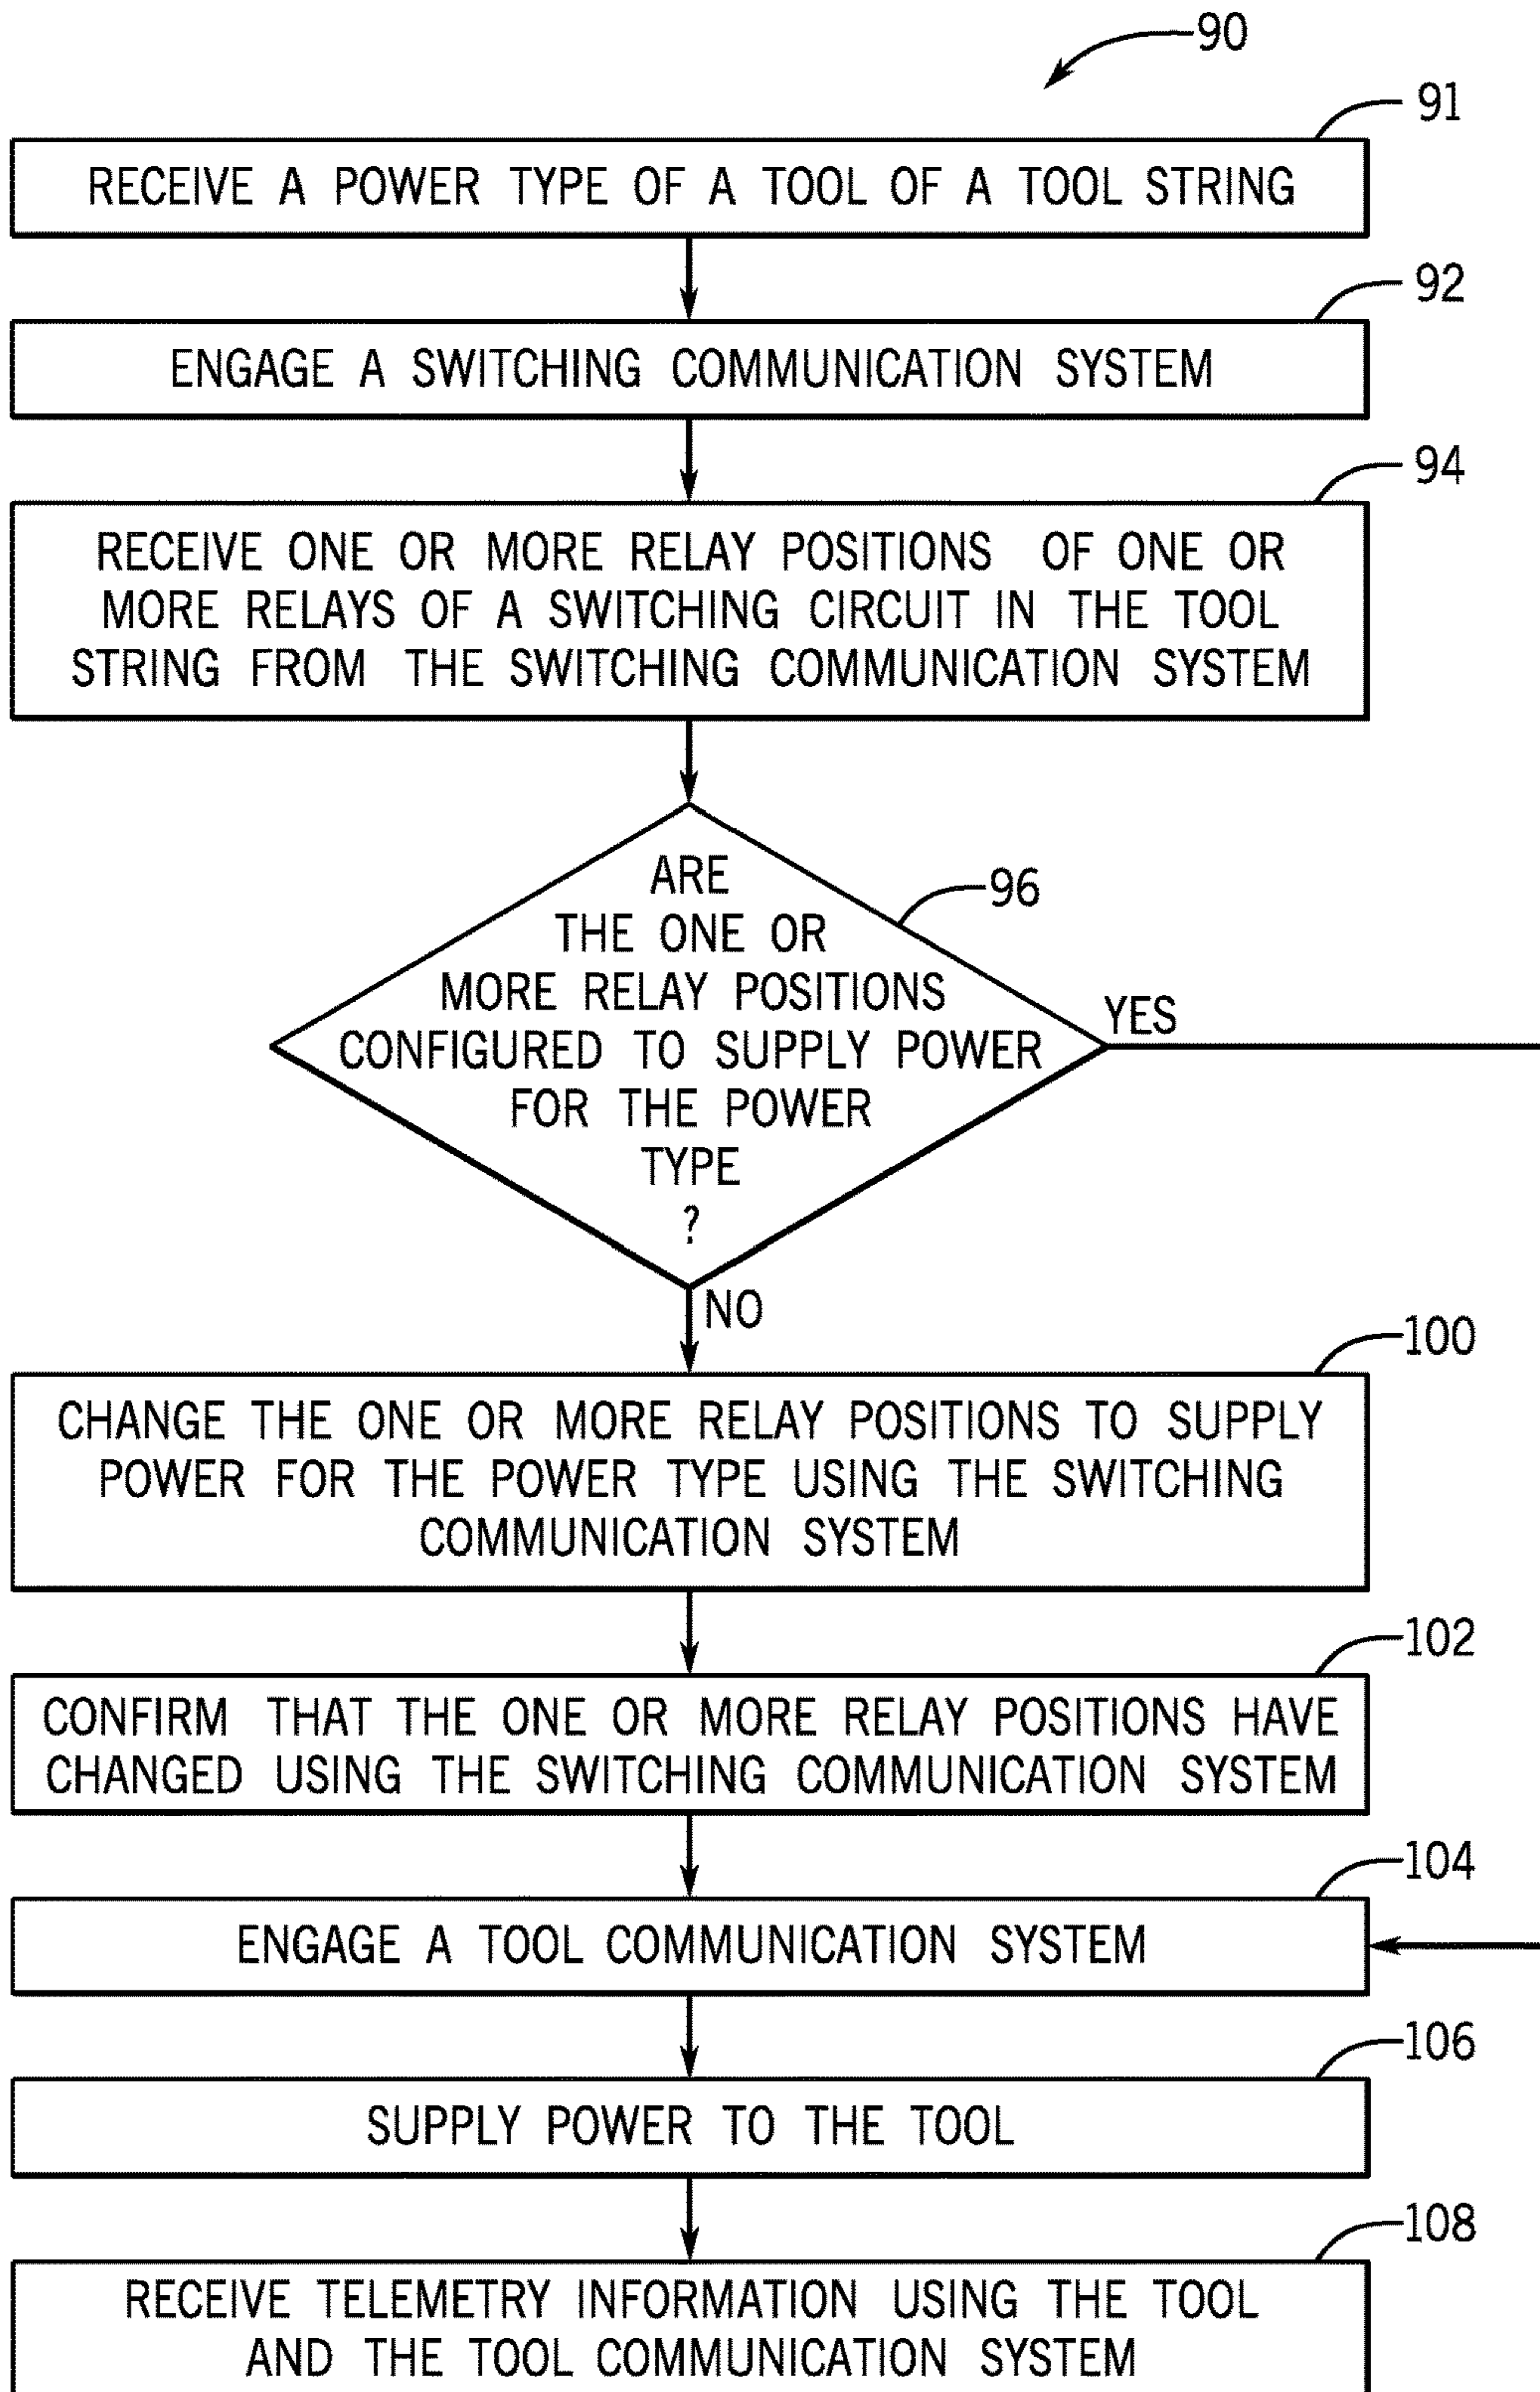 90
91
RECEIVE A POWER TYPE OF A TOOL OF A TOOL STRING
92
ENGAGE A SWITCHING COMMUNICATION SYSTEM
94
RECEIVE ONE OR MORE RELAY POSITIONS OF ONE OR
MORE RELAYS OF A SWITCHING CIRCUIT IN THE TOOL
STRING FROM THE SWITCHING COMMUNICATION SYSTEM
96
ARE
THE ONE OR
MORE RELAY POSITIONS
CONFIGURED TO SUPPLY POWER
FOR THE POWER
TYPE
?
YES
NO
100
CHANGE THE ONE OR MORE RELAY POSITIONS TO SUPPLY
POWER FOR THE POWER TYPE USING THE SWITCHING
COMMUNICATION SYSTEM
102
CONFIRM THAT THE ONE OR MORE RELAY POSITIONS HAVE
CHANGED USING THE SWITCHING COMMUNICATION SYSTEM
104
ENGAGE A TOOL COMMUNICATION SYSTEM
106
SUPPLY POWER TO THE TOOL
108
RECEIVE TELEMETRY INFORMATION USING THE TOOL
AND THE TOOL COMMUNICATION SYSTEM